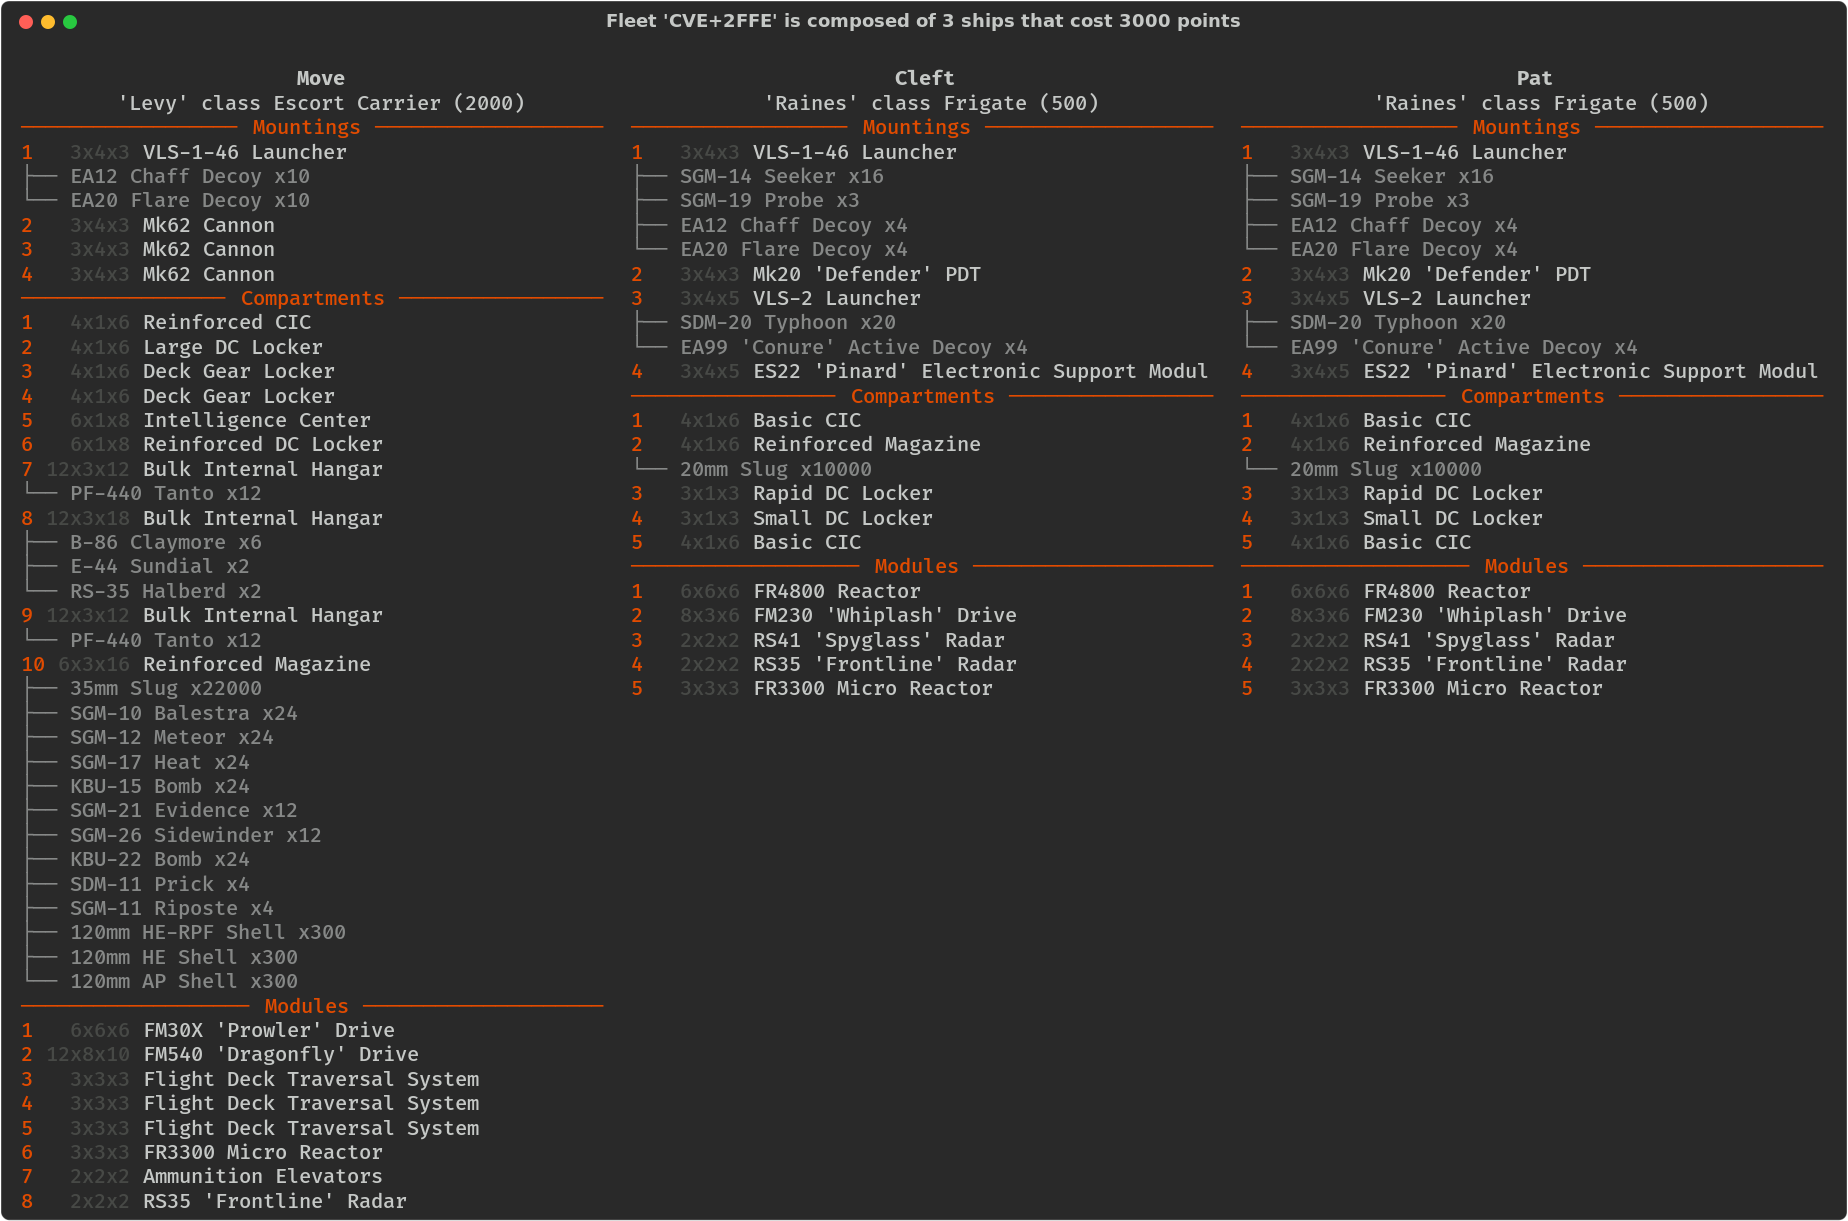 Fleet 'CVE+2FFE' is composed of 3 ships that cost 3000 points
Move
'Levy' class Escort Carrier (2000)
Mountings
1 3x4x3 VLS-1-46 Launcher
EA12 Chaff Decoy x10
EA20 Flare Decoy x10
2 3x4x3 Mk62 Cannon
3 3x4x3 Mk62 Cannon
4 3x4x3 Mk62 Cannon
Compartments
1 4x1x6 Reinforced CIC
2 4x1x6 Large DC Locker
3 4x1x6 Deck Gear Locker
4 4x1x6 Deck Gear Locker
5 6x1x8 Intelligence Center
6 6x1x8 Reinforced DC Locker
7 12x3x12 Bulk Internal Hangar
PF-440 Tanto x12
8 12x3x18 Bulk Internal Hangar
B-86 Claymore x6
E-44 Sundial x2
RS-35 Halberd x2
9 12x3x12 Bulk Internal Hangar
PF-440 Tanto x12
10 6x3x16 Reinforced Magazine
35mm Slug x22000
SGM-10 Balestra x24
SGM-12 Meteor x24
SGM-17 Heat x24
KBU-15 Bomb x24
SGM-21 Evidence x12
SGM-26 Sidewinder x12
KBU-22 Bomb x24
SDM-11 Prick x4
SGM-11 Riposte x4
120mm HE-RPF Shell x300
120mm HE Shell x300
120mm AP Shell x300
Modules
1 6x6x6 FM30X 'Prowler' Drive
2 12x8x10 FM540 'Dragonfly' Drive
3 3x3x3 Flight Deck Traversal System
4 3x3x3 Flight Deck Traversal System
5 3x3x3 Flight Deck Traversal System
6 3x3x3 FR3300 Micro Reactor
7 2x2x2 Ammunition Elevators
8 2x2x2 RS35 'Frontline' Radar
Cleft
'Raines' class Frigate (500)
Mountings
1 3x4x3 VLS-1-46 Launcher
SGM-14 Seeker x16
SGM-19 Probe x3
EA12 Chaff Decoy x4
EA20 Flare Decoy x4
2 3x4x3 Mk20 'Defender' PDT
3 3x4x5 VLS-2 Launcher
SDM-20 Typhoon x20
EA99 'Conure' Active Decoy x4
4 3x4x5 ES22 'Pinard' Electronic Support Modul
Compartments
1 4x1x6 Basic CIC
2 4x1x6 Reinforced Magazine
20mm Slug x10000
3 3x1x3 Rapid DC Locker
4 3x1x3 Small DC Locker
5 4x1x6 Basic CIC
Modules
1 6x6x6 FR4800 Reactor
2 8x3x6 FM230 'Whiplash' Drive
3 2x2x2 RS41 'Spyglass' Radar
4 2x2x2 RS35 'Frontline' Radar
5 3x3x3 FR3300 Micro Reactor
Pat
'Raines' class Frigate (500)
Mountings
1 3x4x3 VLS-1-46 Launcher
SGM-14 Seeker x16
SGM-19 Probe x3
EA12 Chaff Decoy x4
EA20 Flare Decoy x4
2 3x4x3 Mk20 'Defender' PDT
3 3x4x5 VLS-2 Launcher
SDM-20 Typhoon x20
EA99 'Conure' Active Decoy x4
4 3x4x5 ES22 'Pinard' Electronic Support Modul
Compartments
1 4x1x6 Basic CIC
2 4x1x6 Reinforced Magazine
20mm Slug x10000
3 3x1x3 Rapid DC Locker
4 3x1x3 Small DC Locker
5 4x1x6 Basic CIC
Modules
1 6x6x6 FR4800 Reactor
2 8x3x6 FM230 'Whiplash' Drive
3 2x2x2 RS41 'Spyglass' Radar
4 2x2x2 RS35 'Frontline' Radar
5 3x3x3 FR3300 Micro Reactor